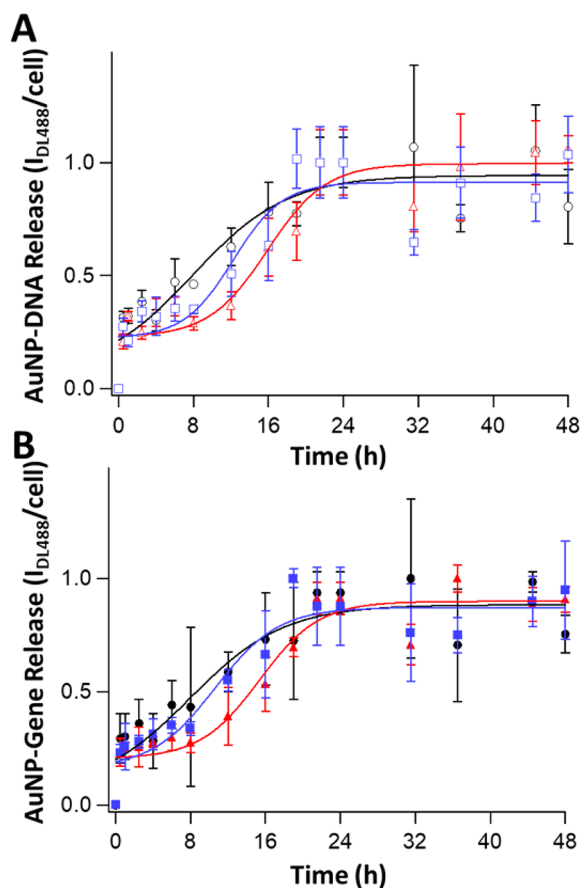 A
AuNP-DNA Release (I_DL488/cell)
1.0
0.5
0.0
0 8 16 24 32 40 48
Time (h)
B
AuNP-Gene Release (I_DL488/cell)
1.0
0.5
0.0
0 8 16 24 32 40 48
Time (h)